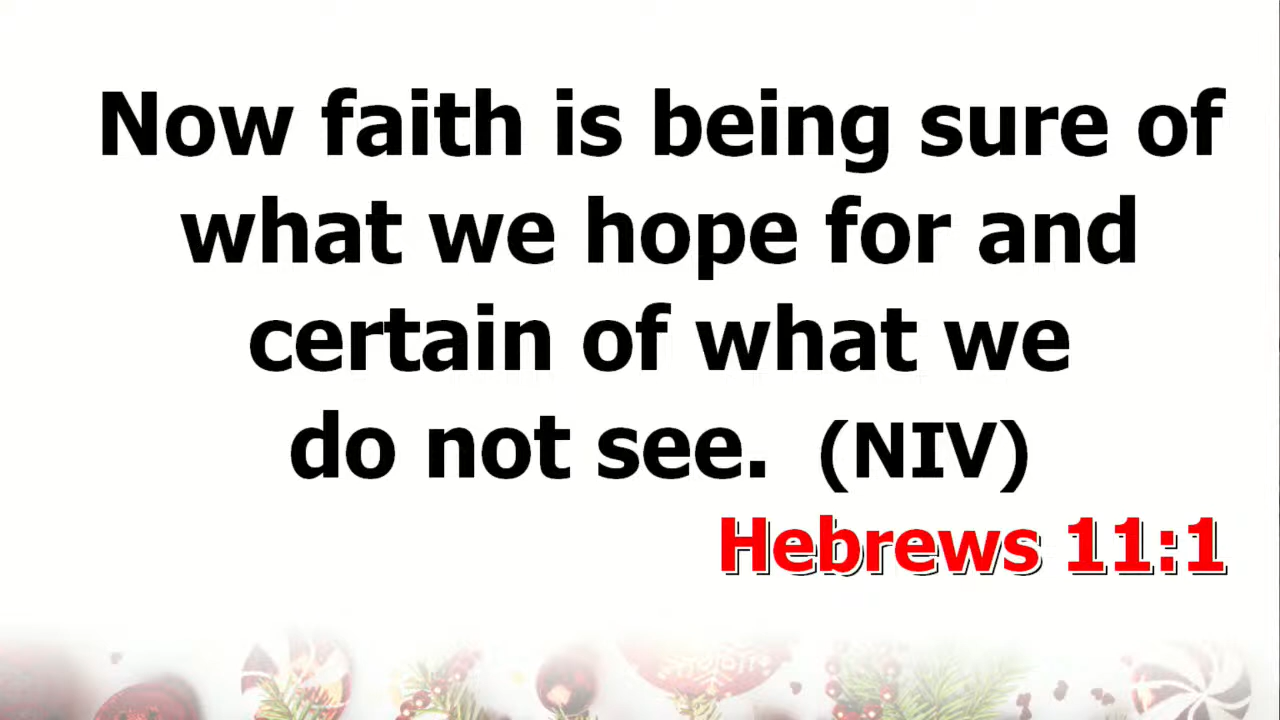 Now faith is being sure of
what we hope for and
certain of what we
do not see.  (NIV)
Hebrews 11:1